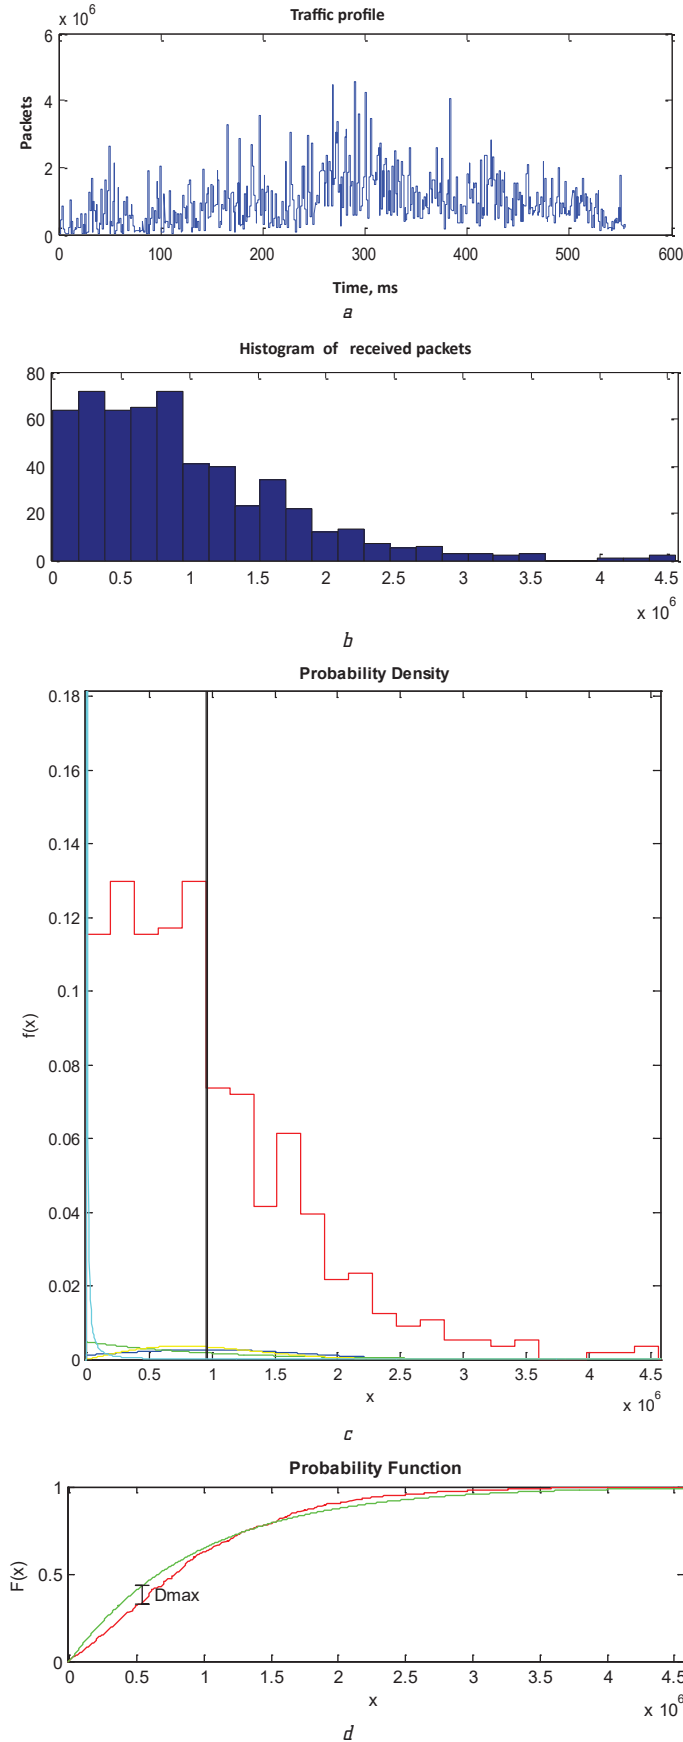 Traffic profile
x 10^6
6
4
2
0
Packets
0 100 200 300 400 500 600
Time, ms
a
Histogram of received packets
80
60
40
20
0
0 0.5 1 1.5 2 2.5 3 3.5 4 4.5
x 10^6
b
Probability Density
0.18
0.16
0.14
0.12
0.1
0.08
0.06
0.04
0.02
0
f(x)
0 0.5 1 1.5 2 2.5 3 3.5 4 4.5
x
x 10^6
c
Probability Function
1
0.5
0
F(x)
Dmax
0 0.5 1 1.5 2 2.5 3 3.5 4 4.5
x
x 10^6
d